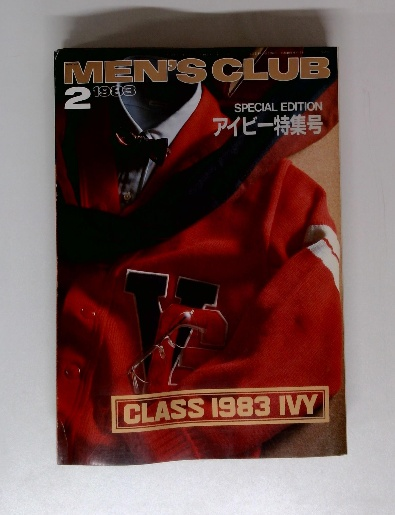 MEN'S CLUB
2 1983
SPECIAL EDITION
アイビー特集号
CLASS 1983 IVY